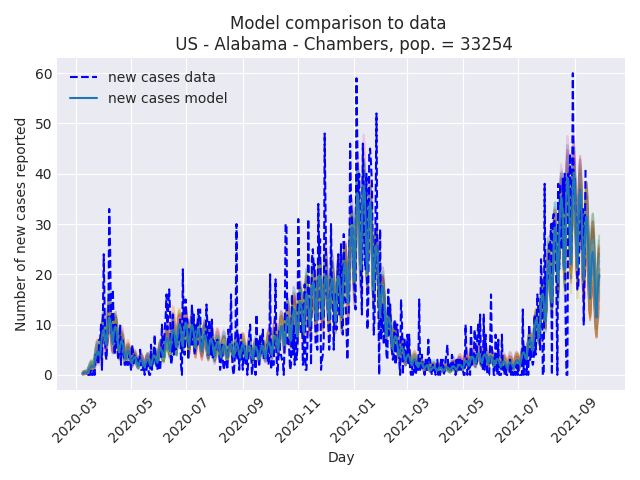 Model comparison to data
US - Alabama - Chambers, pop. = 33254
new cases data
new cases model
Number of new cases reported
60
50
40
30
20
10
0
2020-03
2020-05
2020-07
2020-09
2020-11
2021-01
2021-03
2021-05
2021-07
2021-09
Day